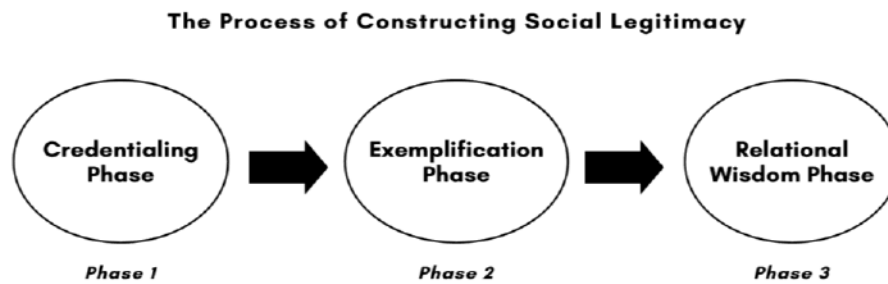 The Process of Constructing Social Legitimacy
Credentialing
Phase
Exemplification
Phase
Relational
Wisdom Phase
Phase 1
Phase 2
Phase 3